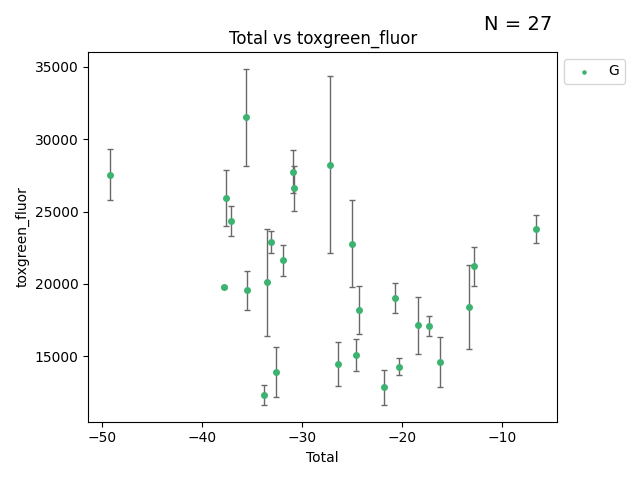 N = 27
Total vs toxgreen_fluor
G
35000
30000
25000
20000
15000
toxgreen_fluor
−50
−40
−30
−20
−10
Total